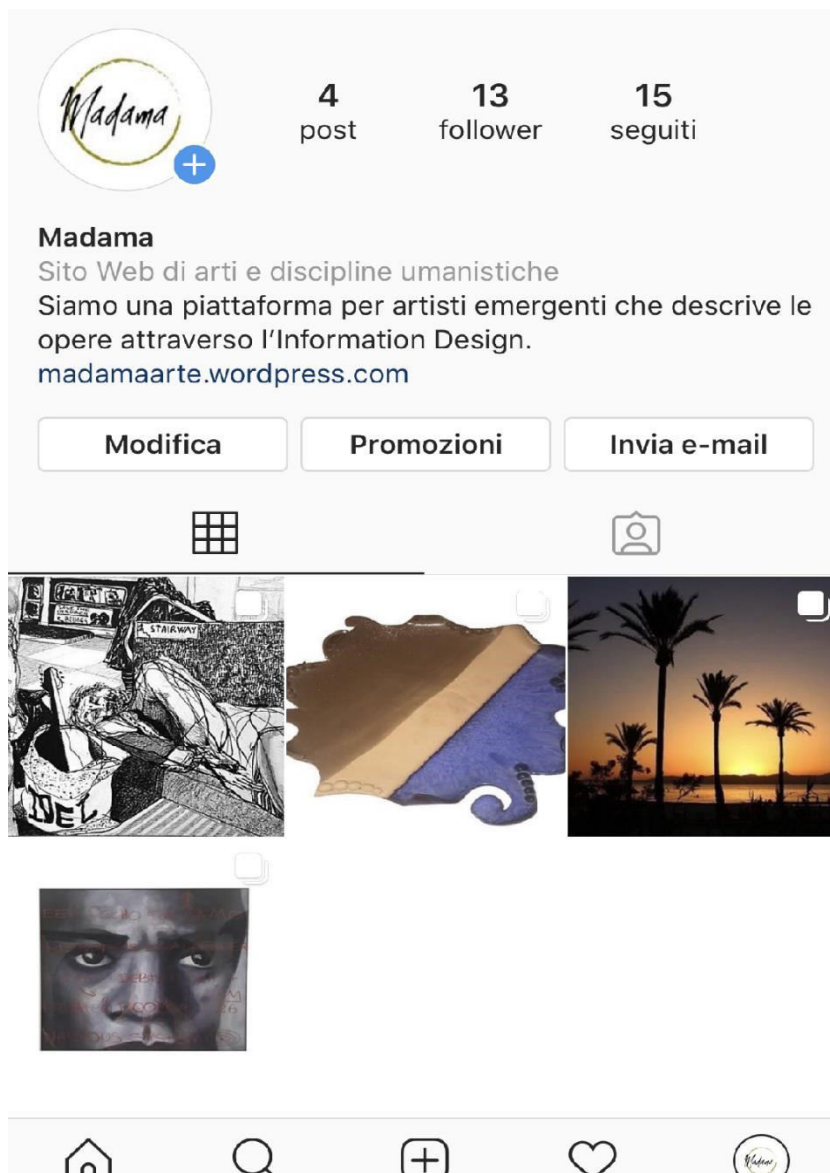 Madama
4
13
15
post
follower
seguiti
Madama
Sito Web di arti e discipline umanistiche
Siamo una piattaforma per artisti emergenti che descrive le
opere attraverso l'Information Design.
madamaarte.wordpress.com
Modifica
Promozioni
Invia e-mail
STAIRWAY
Madama